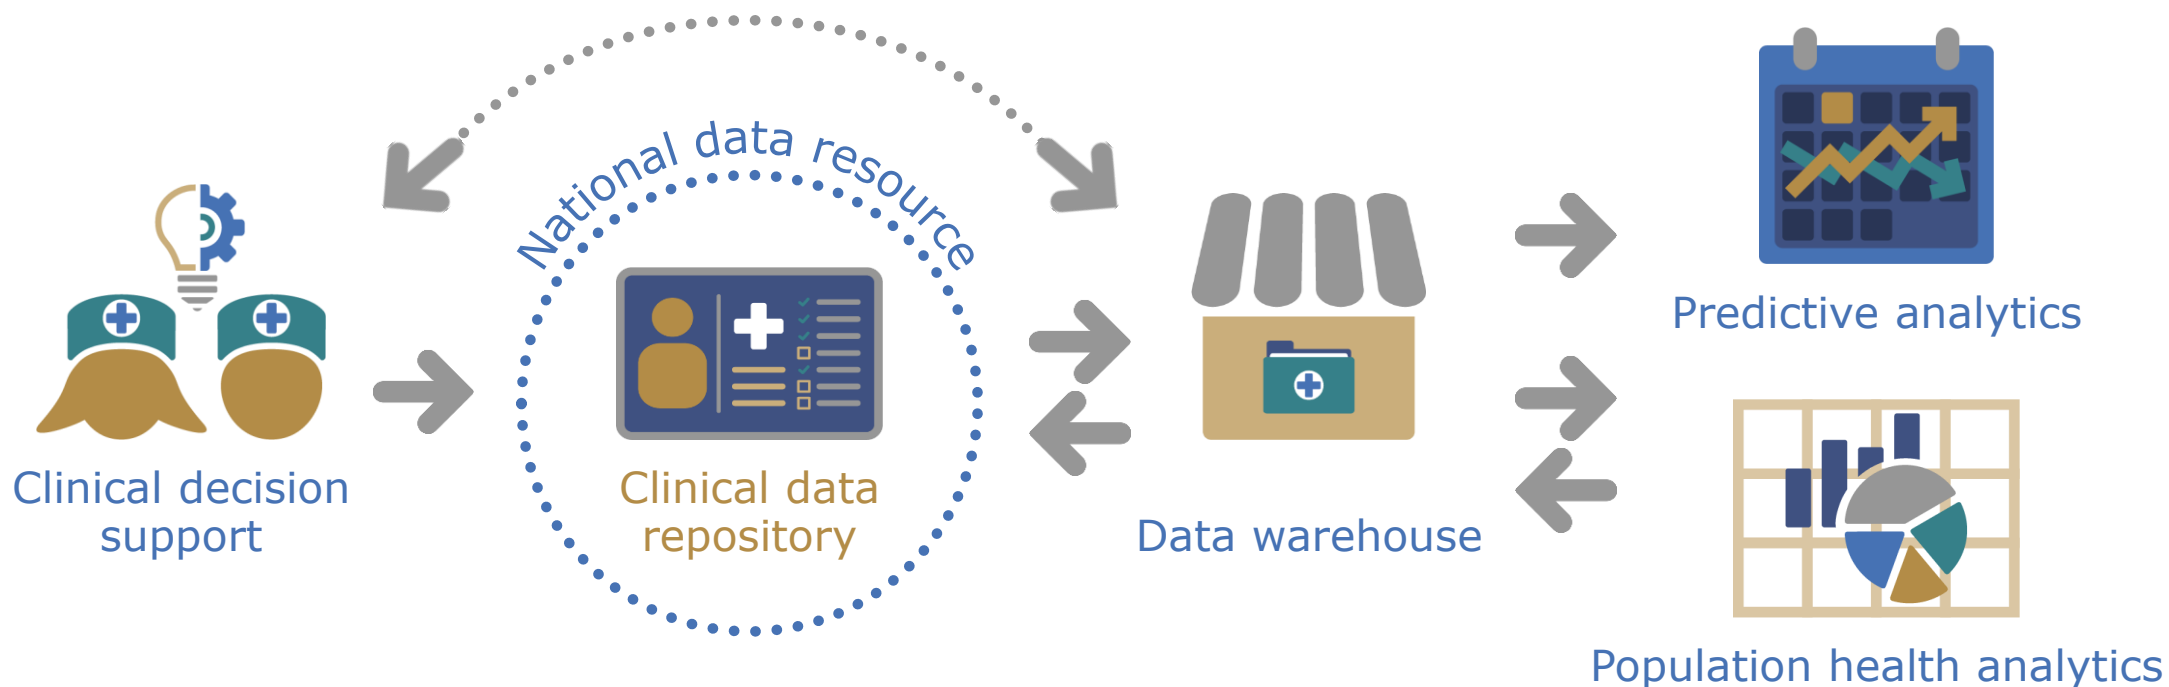 National data resource
Clinical decision
support
Clinical data
repository
Data warehouse
Predictive analytics
Population health analytics